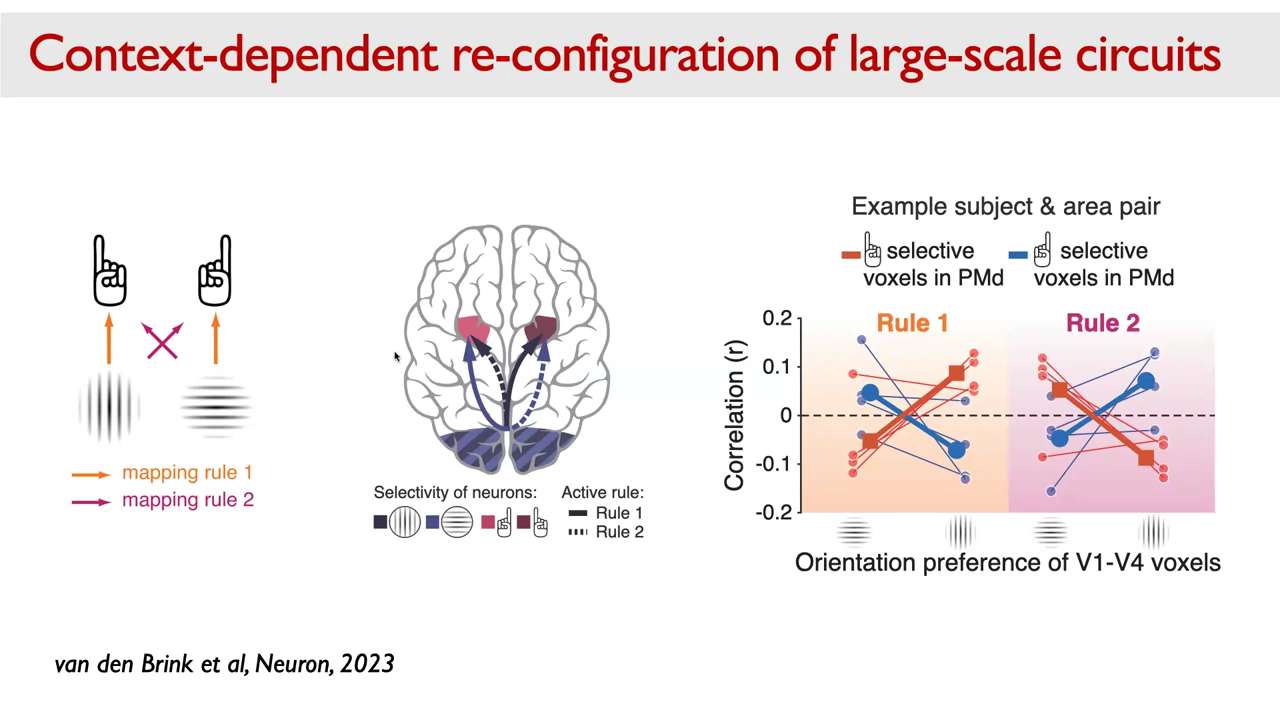 Context-dependent re-configuration of large-scale circuits
mapping rule 1
mapping rule 2
Selectivity of neurons:
Active rule:
Rule 1
Rule 2
Example subject & area pair
selective
voxels in PMd
selective
voxels in PMd
Rule 1
Rule 2
Correlation (r)
0.2
0.1
0
-0.1
-0.2
Orientation preference of V1-V4 voxels
van den Brink et al, Neuron, 2023